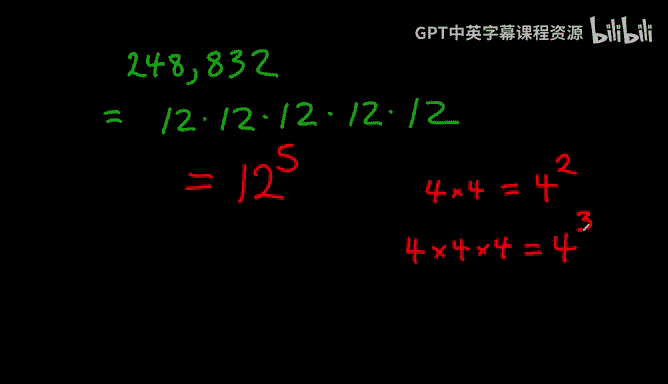 GPT中英字幕课程资源 bilibili
248,832
= 12·12·12·12·12
= 12⁵
4×4 = 4²
4×4×4 = 4³